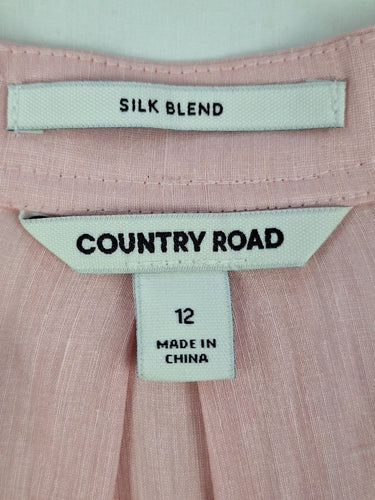 SILK BLEND
COUNTRY ROAD
12
MADE IN
CHINA